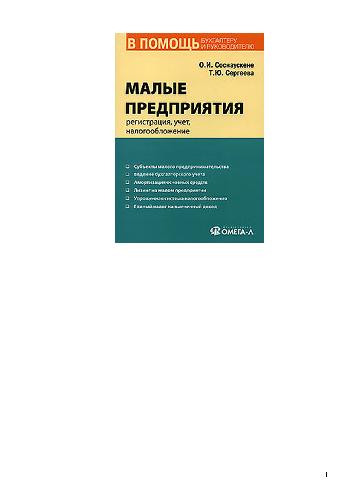 В ПОМОЩЬ БУХГАЛТЕРУ
И РУКОВОДИТЕЛЮ
О.И. Соснаускене
Т.Ю. Сергеева
МАЛЫЕ
ПРЕДПРИЯТИЯ
регистрация, учет,
налогообложение
Субъекты малого предпринимательства
Ведение бухгалтерского учета
Амортизация основных средств
Лизинг на малом предприятии
Упрощенная система налогообложения
Единый налог на вмененный доход
ОМЕГА-Л
1